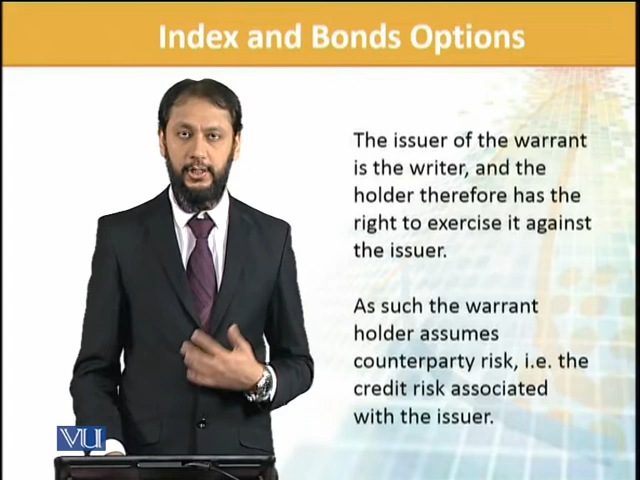 Index and Bonds Options
The issuer of the warrant
is the writer, and the
holder therefore has the
right to exercise it against
the issuer.
As such the warrant
holder assumes
counterparty risk, i.e. the
credit risk associated
with the issuer.
VU